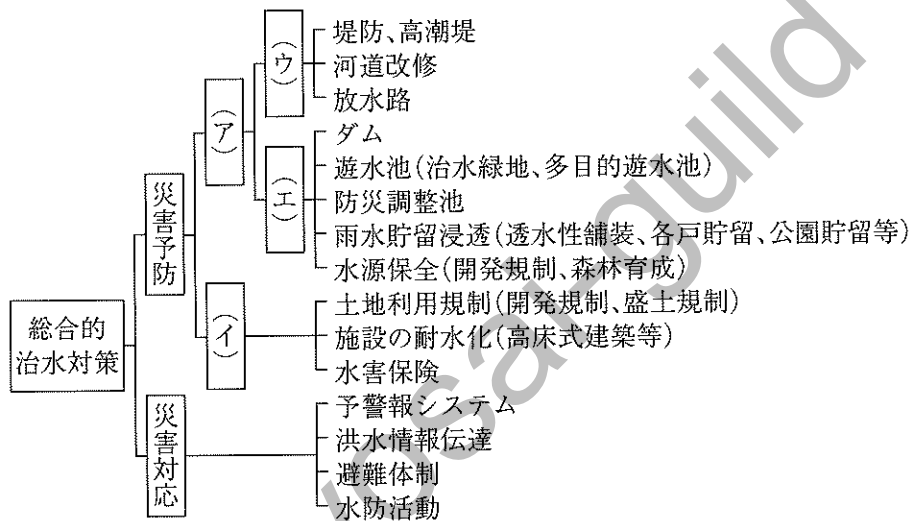 総合的
治水対策
災害予防
災害対応
(ア)
(イ)
(ウ)
(エ)
堤防、高潮堤
河道改修
放水路
ダム
遊水池(治水緑地、多目的遊水池)
防災調整池
雨水貯留浸透(透水性舗装、各戸貯留、公園貯留等)
水源保全(開発規制、森林育成)
土地利用規制(開発規制、盛土規制)
施設の耐水化(高床式建築等)
水害保険
予警報システム
洪水情報伝達
避難体制
水防活動
osai-guild